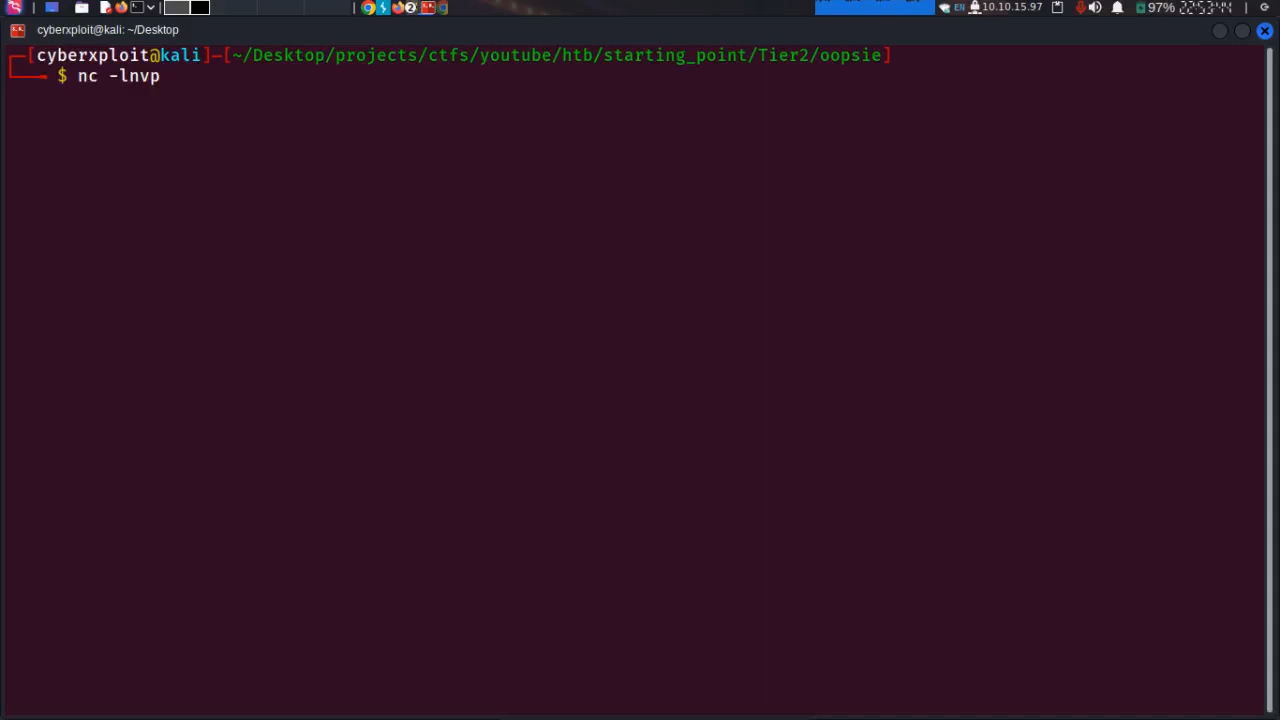 EN 10.10.15.97 97%
cyberxploit@kali: ~/Desktop
[cyberxploit@kali]-[~/Desktop/projects/ctfs/youtube/htb/starting_point/Tier2/oopsie]
$ nc -lnvp